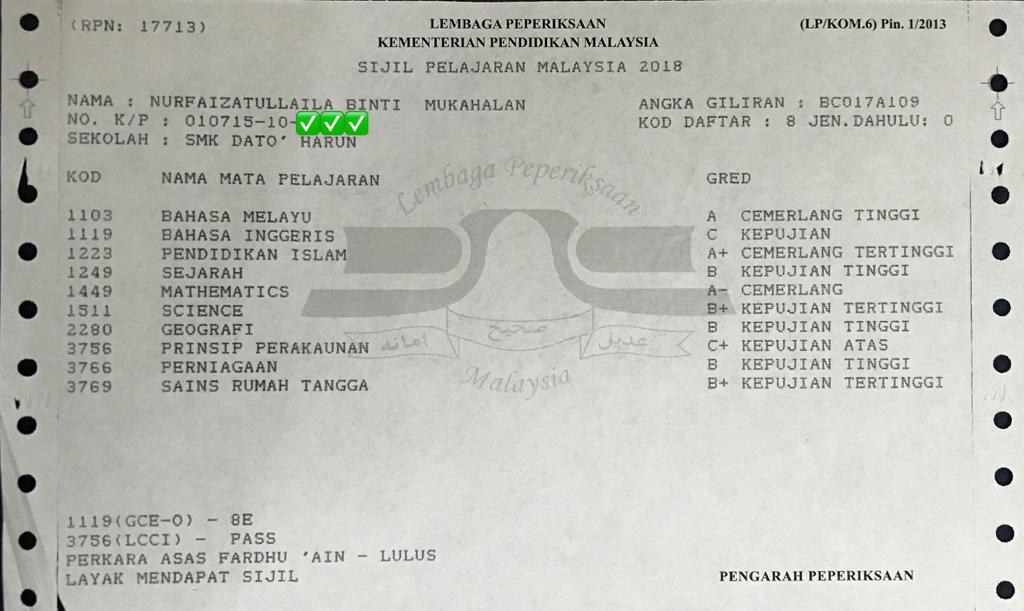 (RPN: 17713)
LEMBAGA PEPERIKSAAN
(LP/KOM.6) Pin. 1/2013
KEMENTERIAN PENDIDIKAN MALAYSIA
SIJIL PELAJARAN MALAYSIA 2018
NAMA : NURFAIZATULLAILA BINTI MUKAHALAN
ANGKA GILIRAN : BC017A109
NO. K/P : 010715-10-
KOD DAFTAR : 8 JEN.DAHULU: 0
SEKOLAH : SMK DATO' HARUN
KOD NAMA MATA PELAJARAN GRED
1103 BAHASA MELAYU A CEMERLANG TINGGI
1119 BAHASA INGGERIS C KEPUJIAN
1223 PENDIDIKAN ISLAM A+ CEMERLANG TERTINGGI
1249 SEJARAH B KEPUJIAN TINGGI
1449 MATHEMATICS A- CEMERLANG
1511 SCIENCE B+ KEPUJIAN TERTINGGI
2280 GEOGRAFI B KEPUJIAN TINGGI
3756 PRINSIP PERAKAUNAN C+ KEPUJIAN ATAS
3766 PERNIAGAAN B KEPUJIAN TINGGI
3769 SAINS RUMAH TANGGA B+ KEPUJIAN TERTINGGI
Lembaga Peperiksaan
امانه صحيح عديل
Malaysia
1119(GCE-O) - 8E
3756(LCCI) - PASS
PERKARA ASAS FARDHU 'AIN - LULUS
LAYAK MENDAPAT SIJIL
PENGARAH PEPERIKSAAN